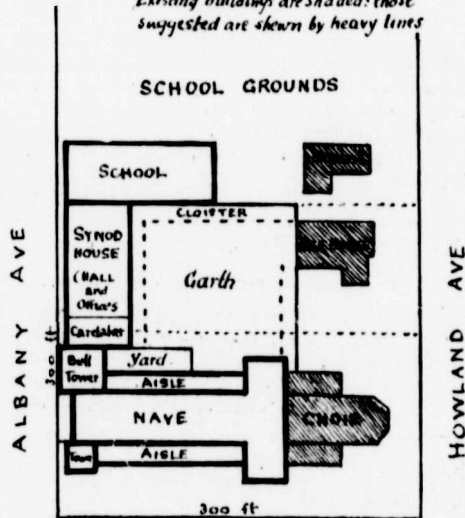 Existing buildings are shaded: those
suggested are shewn by heavy lines
SCHOOL GROUNDS
SCHOOL
CLOISTER
SYNOD
HOUSE
(HALL
and
Offices)
Caretaker
Garth
ALBANY AVE
HOWLAND AVE
300 ft
Bell
Tower
Yard
AISLE
NAVE
CHOIR
Tower
AISLE
300 ft